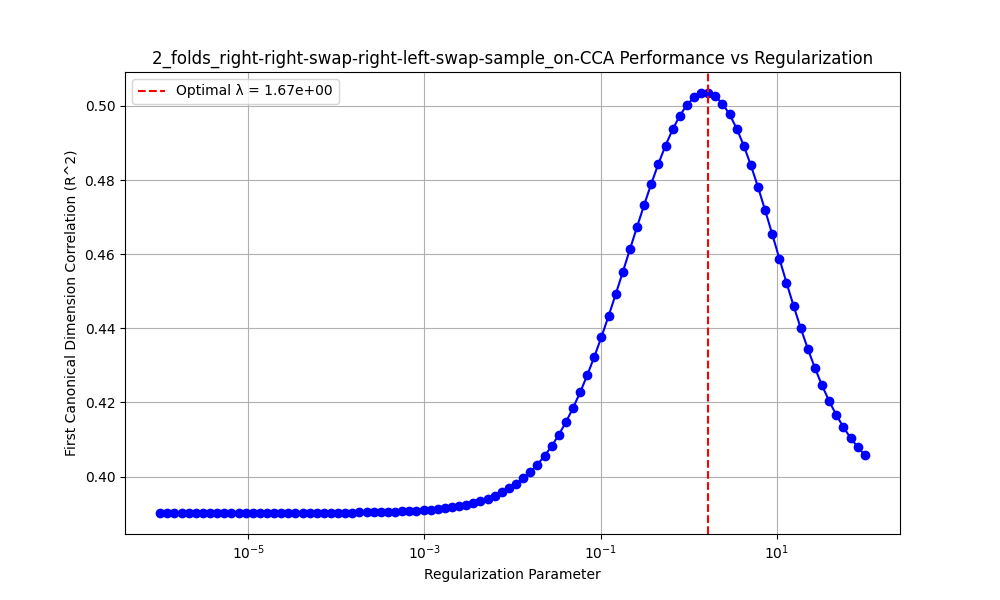 2_folds_right-right-swap-right-left-swap-sample_on-CCA Performance vs Regularization
Optimal λ = 1.67e+00
First Canonical Dimension Correlation (R^2)
0.50
0.48
0.46
0.44
0.42
0.40
10^-5
10^-3
10^-1
10^1
Regularization Parameter